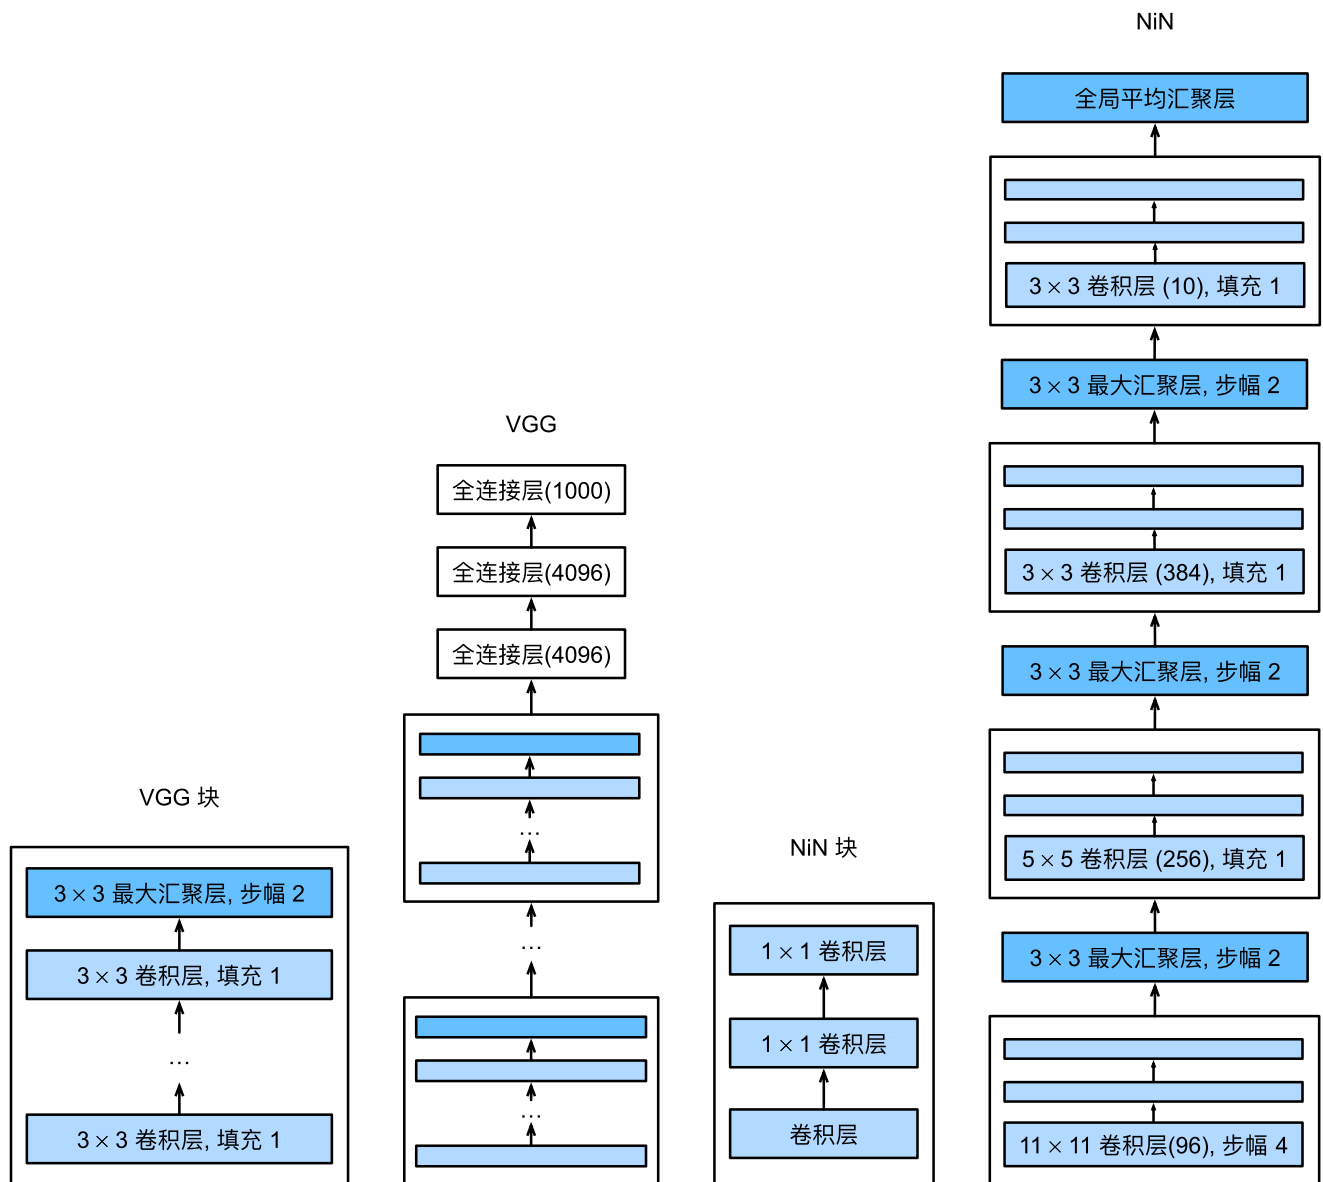 VGG 块
3 × 3 最大汇聚层, 步幅 2
3 × 3 卷积层, 填充 1
...
3 × 3 卷积层, 填充 1
VGG
全连接层(1000)
全连接层(4096)
全连接层(4096)
...
...
...
NiN 块
1 × 1 卷积层
1 × 1 卷积层
卷积层
NiN
全局平均汇聚层
3 × 3 卷积层 (10), 填充 1
3 × 3 最大汇聚层, 步幅 2
3 × 3 卷积层 (384), 填充 1
3 × 3 最大汇聚层, 步幅 2
5 × 5 卷积层 (256), 填充 1
3 × 3 最大汇聚层, 步幅 2
11 × 11 卷积层(96), 步幅 4